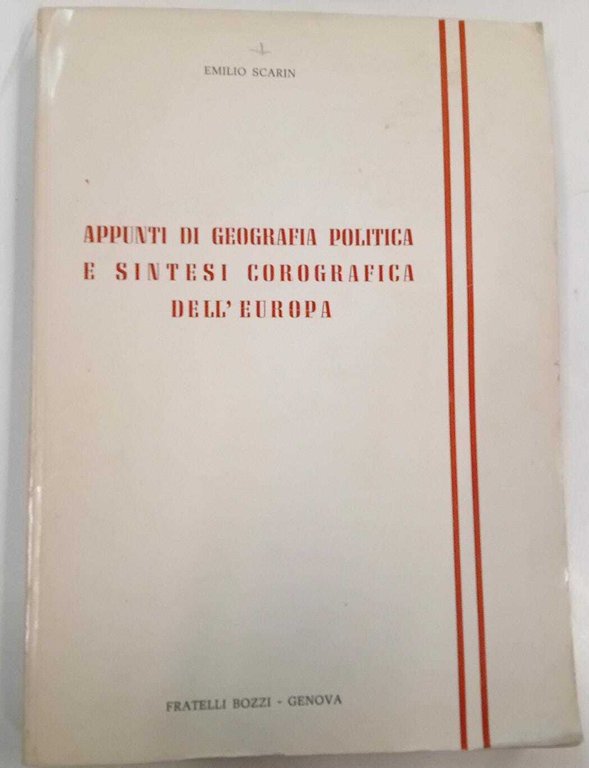 EMILIO SCARIN
APPUNTI DI GEOGRAFIA POLITICA
E SINTESI COROGRAFICA
DELL'EUROPA
FRATELLI BOZZI - GENOVA